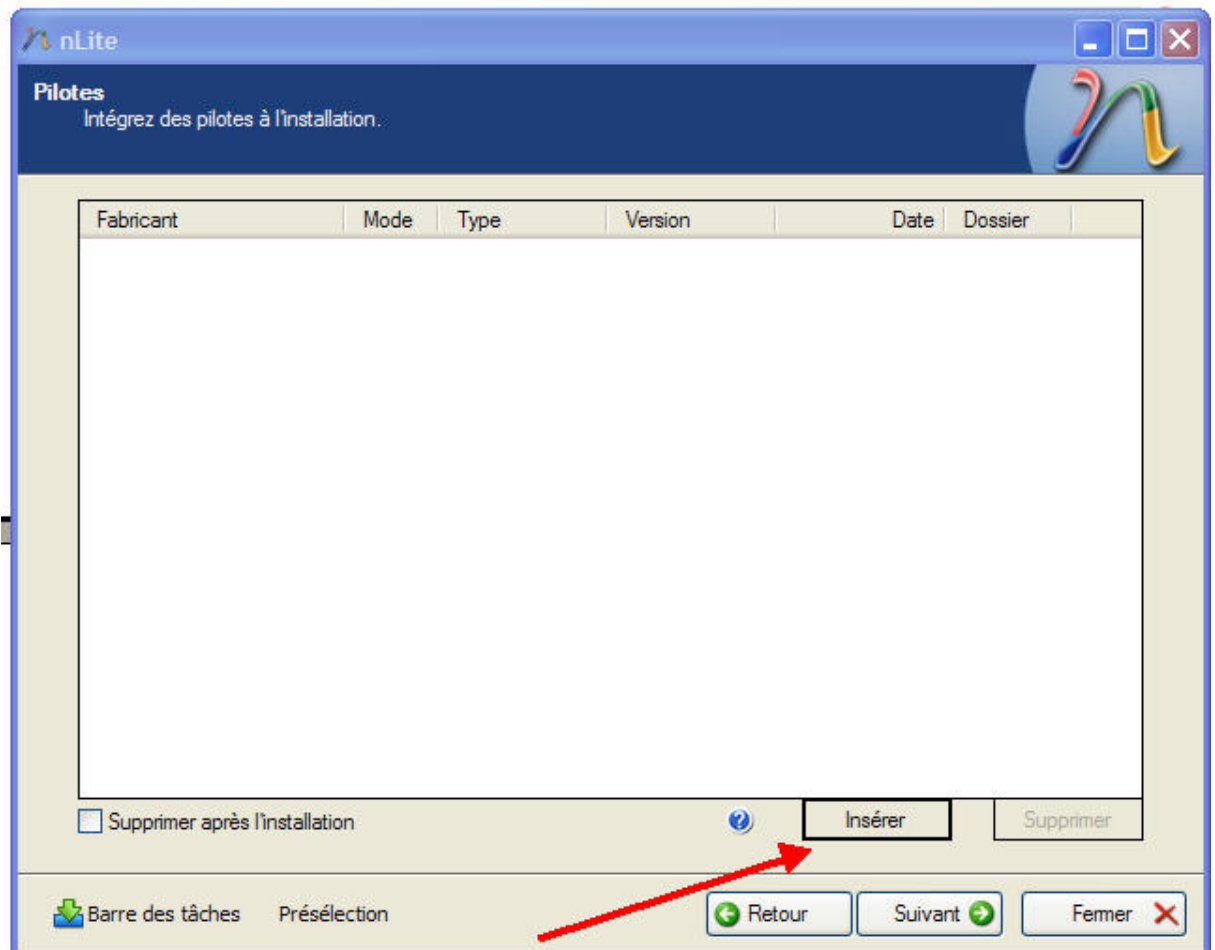 nLite
Pilotes
Intégrez des pilotes à l'installation.
Fabricant Mode Type Version Date Dossier
Supprimer après l'installation Insérer Supprimer
Barre des tâches Présélection Retour Suivant Fermer